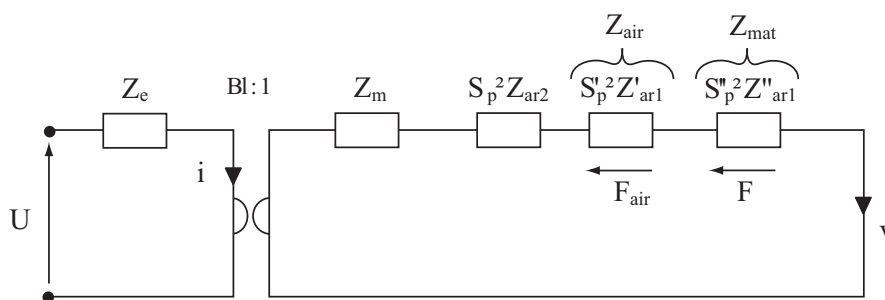 Z_air
Z_mat
Z_e
Bl : 1
Z_m
S_p²Z_ar2
S'_p²Z'_ar1
S"_p²Z"_ar1
i
F_air
F
U
v